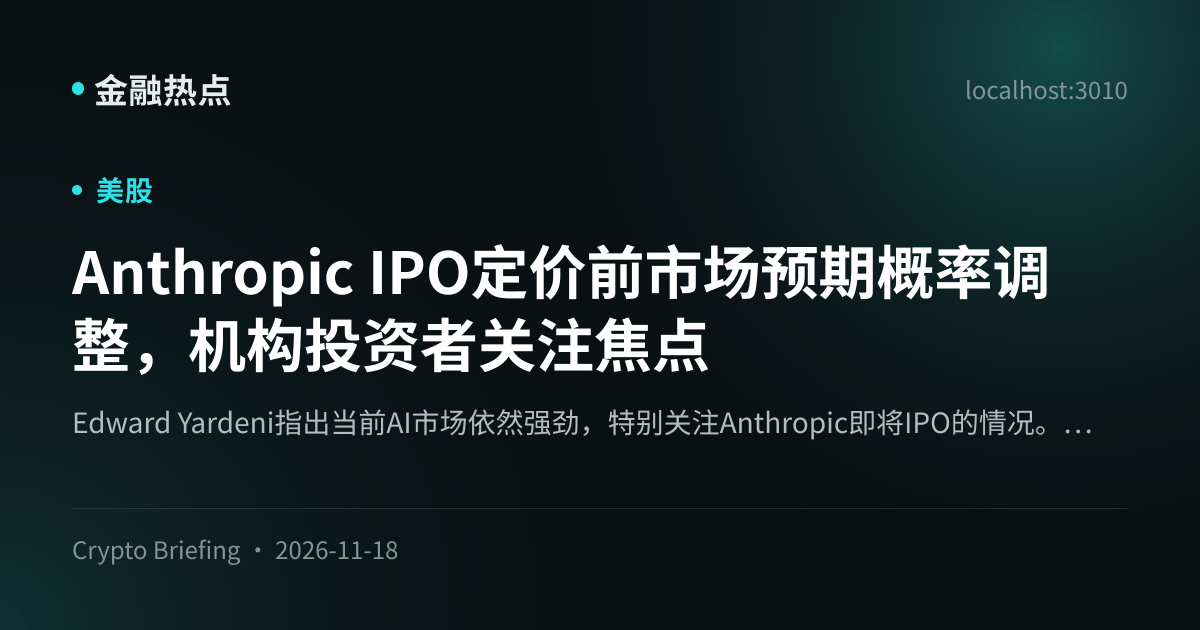 金融热点
localhost:3010
美股
Anthropic IPO定价前市场预期概率调
整，机构投资者关注焦点
Edward Yardeni指出当前AI市场依然强劲，特别关注Anthropic即将IPO的情况。…
Crypto Briefing · 2026-11-18